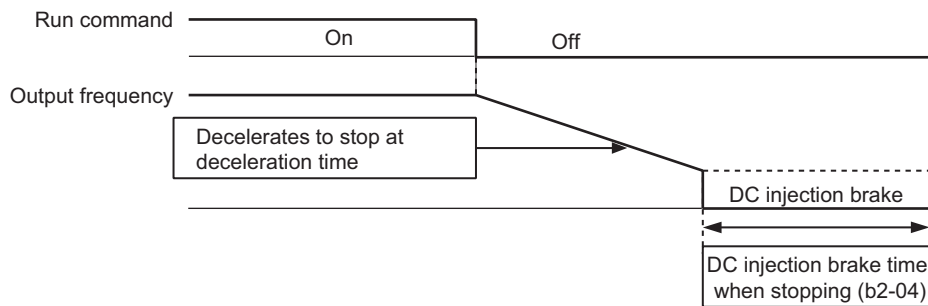 Run command
On
Off
Output frequency
Decelerates to stop at
deceleration time
DC injection brake
DC injection brake time
when stopping (b2-04)